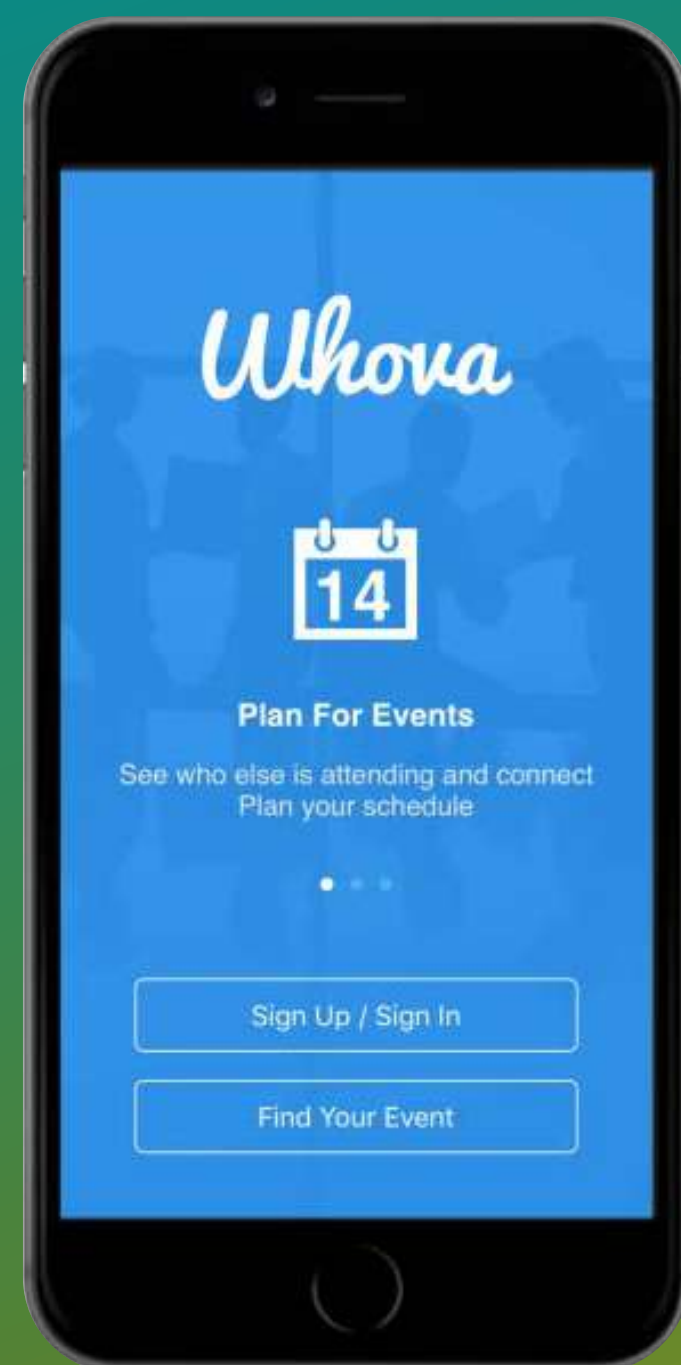 Whova
14
Plan For Events
See who else is attending and connect
Plan your schedule
Sign Up / Sign In
Find Your Event